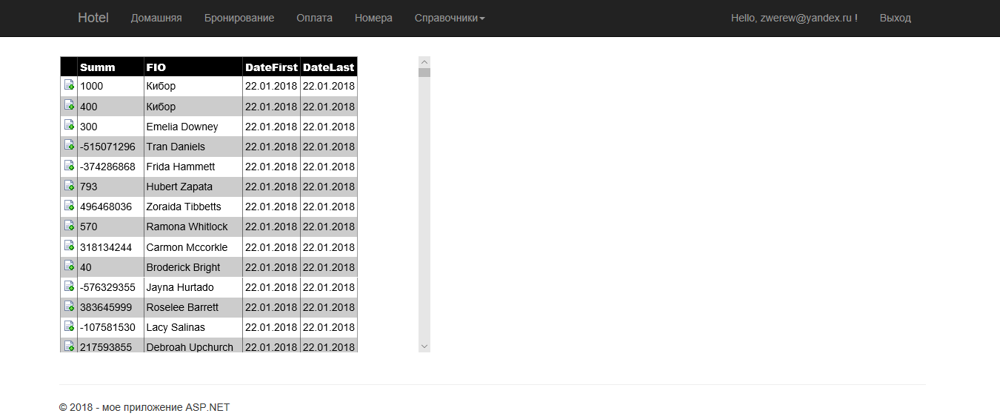 Hotel Домашняя Бронирование Оплата Номера Справочники Hello, zwerew@yandex.ru ! Выход
Summ FIO DateFirst DateLast
1000 Кибор 22.01.2018 22.01.2018
400 Кибор 22.01.2018 22.01.2018
300 Emelia Downey 22.01.2018 22.01.2018
-515071296 Tran Daniels 22.01.2018 22.01.2018
-374286868 Frida Hammett 22.01.2018 22.01.2018
793 Hubert Zapata 22.01.2018 22.01.2018
496468036 Zoraida Tibbetts 22.01.2018 22.01.2018
570 Ramona Whitlock 22.01.2018 22.01.2018
318134244 Carmon Mccorkle 22.01.2018 22.01.2018
40 Broderick Bright 22.01.2018 22.01.2018
-576329355 Jayna Hurtado 22.01.2018 22.01.2018
383645999 Roselee Barrett 22.01.2018 22.01.2018
-107581530 Lacy Salinas 22.01.2018 22.01.2018
217593855 Debroah Upchurch 22.01.2018 22.01.2018
© 2018 - мое приложение ASP.NET